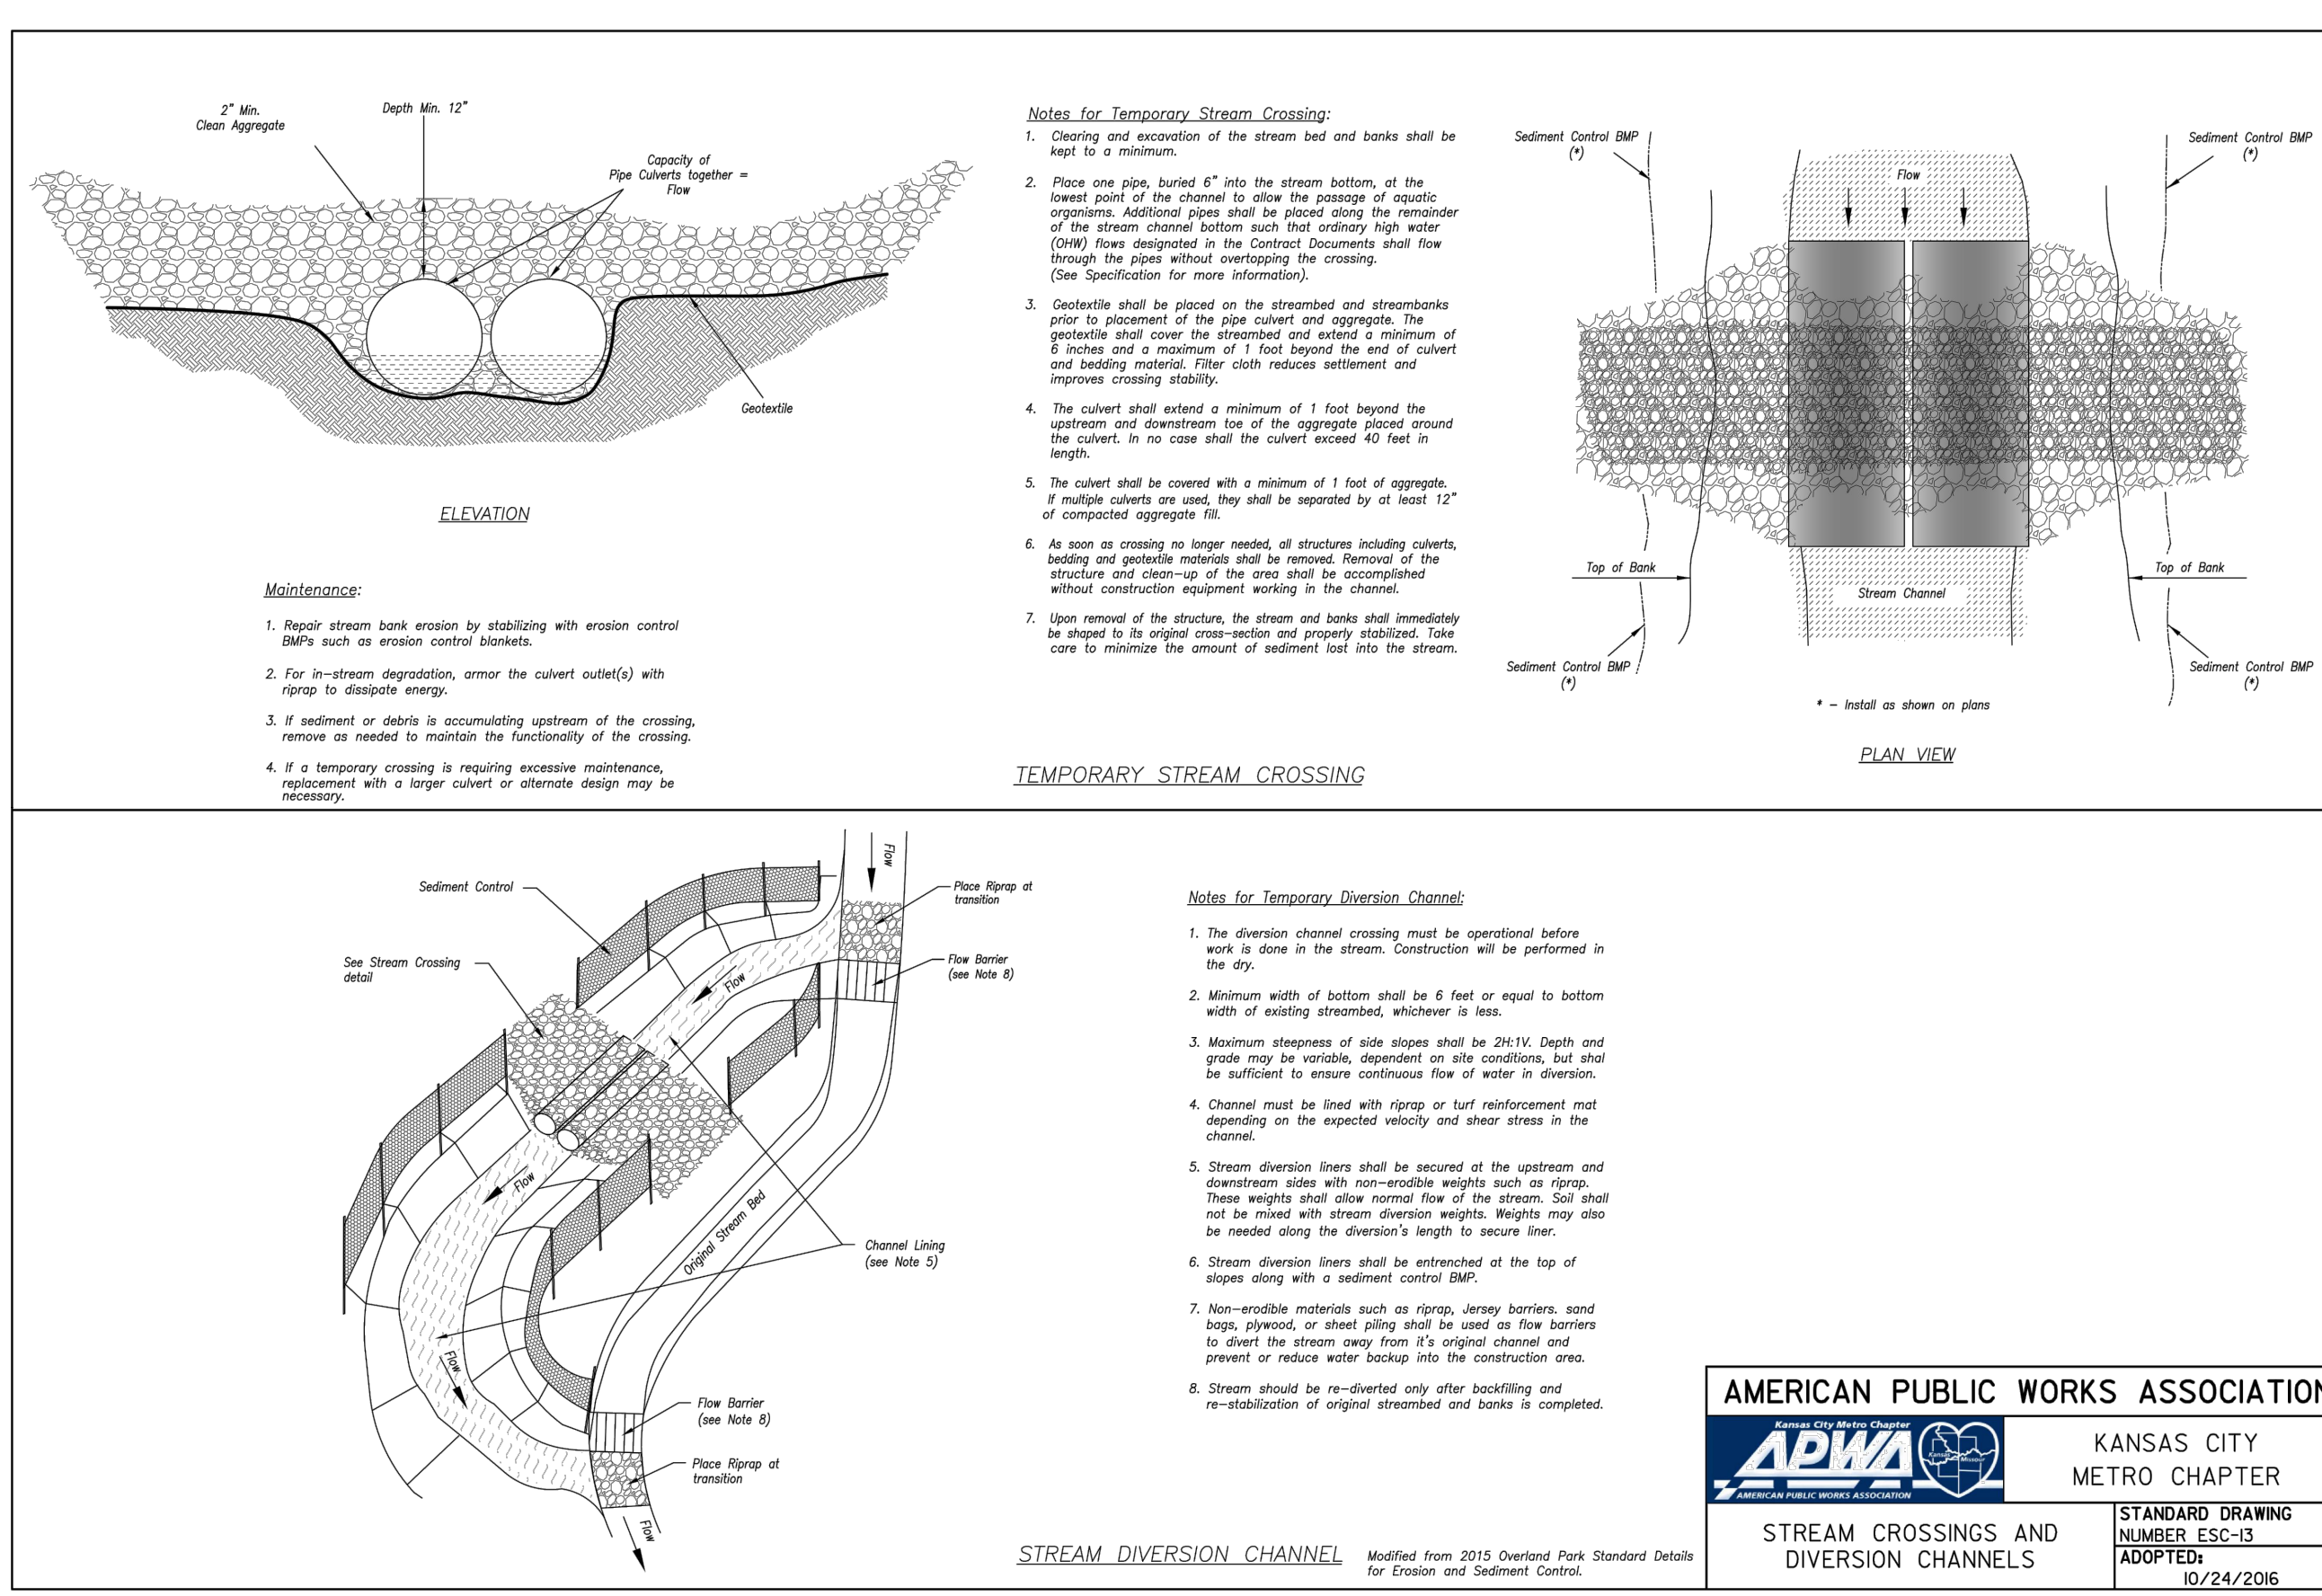 2" Min.
Clean Aggregate
Depth Min. 12"
Capacity of
Pipe Culverts together =
Flow
Geotextile
ELEVATION
Maintenance:
1. Repair stream bank erosion by stabilizing with erosion control
BMPs such as erosion control blankets.
2. For in-stream degradation, armor the culvert outlet(s) with
riprap to dissipate energy.
3. If sediment or debris is accumulating upstream of the crossing,
remove as needed to maintain the functionality of the crossing.
4. If a temporary crossing is requiring excessive maintenance,
replacement with a larger culvert or alternate design may be
necessary.
Notes for Temporary Stream Crossing:
1. Clearing and excavation of the stream bed and banks shall be
kept to a minimum.
2. Place one pipe, buried 6" into the stream bottom, at the
lowest point of the channel to allow the passage of aquatic
organisms. Additional pipes shall be placed along the remainder
of the stream channel bottom such that ordinary high water
(OHW) flows designated in the Contract Documents shall flow
through the pipes without overtopping the crossing.
(See Specification for more information).
3. Geotextile shall be placed on the streambed and streambanks
prior to placement of the pipe culvert and aggregate. The
geotextile shall cover the streambed and extend a minimum of
6 inches and a maximum of 1 foot beyond the end of culvert
and bedding material. Filter cloth reduces settlement and
improves crossing stability.
4. The culvert shall extend a minimum of 1 foot beyond the
upstream and downstream toe of the aggregate placed around
the culvert. In no case shall the culvert exceed 40 feet in
length.
5. The culvert shall be covered with a minimum of 1 foot of aggregate.
If multiple culverts are used, they shall be separated by at least 12"
of compacted aggregate fill.
6. As soon as crossing no longer needed, all structures including culverts,
bedding and geotextile materials shall be removed. Removal of the
structure and clean-up of the area shall be accomplished
without construction equipment working in the channel.
7. Upon removal of the structure, the stream and banks shall immediately
be shaped to its original cross-section and properly stabilized. Take
care to minimize the amount of sediment lost into the stream.
TEMPORARY STREAM CROSSING
Sediment Control BMP
(*)
Sediment Control BMP
(*)
Flow
Top of Bank
Top of Bank
Stream Channel
Sediment Control BMP
(*)
Sediment Control BMP
(*)
* - Install as shown on plans
PLAN VIEW
Flow
Sediment Control
Place Riprap at
transition
See Stream Crossing
detail
Flow Barrier
(see Note 8)
Flow
Flow
Original Stream Bed
Channel Lining
(see Note 5)
Flow
Flow Barrier
(see Note 8)
Place Riprap at
transition
Flow
Notes for Temporary Diversion Channel:
1. The diversion channel crossing must be operational before
work is done in the stream. Construction will be performed in
the dry.
2. Minimum width of bottom shall be 6 feet or equal to bottom
width of existing streambed, whichever is less.
3. Maximum steepness of side slopes shall be 2H:1V. Depth and
grade may be variable, dependent on site conditions, but shal
be sufficient to ensure continuous flow of water in diversion.
4. Channel must be lined with riprap or turf reinforcement mat
depending on the expected velocity and shear stress in the
channel.
5. Stream diversion liners shall be secured at the upstream and
downstream sides with non-erodible weights such as riprap.
These weights shall allow normal flow of the stream. Soil shall
not be mixed with stream diversion weights. Weights may also
be needed along the diversion's length to secure liner.
6. Stream diversion liners shall be entrenched at the top of
slopes along with a sediment control BMP.
7. Non-erodible materials such as riprap, Jersey barriers. sand
bags, plywood, or sheet piling shall be used as flow barriers
to divert the stream away from it's original channel and
prevent or reduce water backup into the construction area.
8. Stream should be re-diverted only after backfilling and
re-stabilization of original streambed and banks is completed.
STREAM DIVERSION CHANNEL
Modified from 2015 Overland Park Standard Details
for Erosion and Sediment Control.
AMERICAN PUBLIC WORKS ASSOCIATION
Kansas City Metro Chapter
APWA
Kansas
Missouri
AMERICAN PUBLIC WORKS ASSOCIATION
KANSAS CITY
METRO CHAPTER
STREAM CROSSINGS AND
DIVERSION CHANNELS
STANDARD DRAWING
NUMBER ESC-13
ADOPTED:
10/24/2016